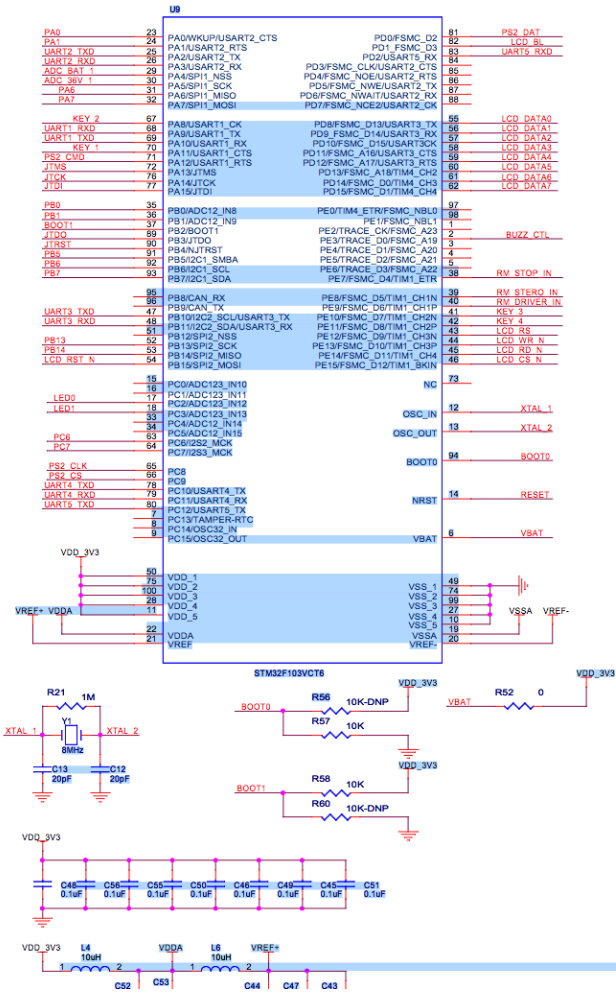 U9
PA0 23 PA0/WKUP/USART2_CTS PD0/FSMC_D2 81 PS2_DAT
PA1 24 PA1/USART2_RTS PD1_FSMC_D3 82 LCD_BL
UART2_TXD 25 PA2/USART2_TX PD2/USART5_RX 83 UART5_RXD
UART2_RXD 26 PA3/USART2_RX PD3/FSMC_CLK/USART2_CTS 84
ADC_BAT_1 29 PA4/SPI1_NSS PD4/FSMC_NOE/USART2_RTS 85
ADC_36V_1 30 PA5/SPI1_SCK PD5/FSMC_NWE/USART2_TX 86
PA6 31 PA6/SPI1_MISO PD6/FSMC_NWAIT/USART2_RX 87
PA7 32 PA7/SPI1_MOSI PD7/FSMC_NCE2/USART2_CK 88
KEY_2 67 PA8/USART1_CK PD8/FSMC_D13/USART3_TX 55 LCD_DATA0
UART1_RXD 68 PA9/USART1_TX PD9_FSMC_D14/USART3_RX 56 LCD_DATA1
UART1_TXD 69 PA10/USART1_RX PD10/FSMC_D15/USART3CK 57 LCD_DATA2
KEY_1 70 PA11/USART1_CTS PD11/FSMC_A16/USART3_CTS 58 LCD_DATA3
PS2_CMD 71 PA12/USART1_RTS PD12/FSMC_A17/USART3_RTS 59 LCD_DATA4
JTMS 72 PA13/JTMS PD13/FSMC_A18/TIM4_CH2 60 LCD_DATA5
JTCK 76 PA14/JTCK PD14/FSMC_D0/TIM4_CH3 61 LCD_DATA6
JTDI 77 PA15/JTDI PD15/FSMC_D1/TIM4_CH4 62 LCD_DATA7
PB0 35 PB0/ADC12_IN8 PE0/TIM4_ETR/FSMC_NBL0 97
PB1 36 PB1/ADC12_IN9 PE1/FSMC_NBL1 98
BOOT1 37 PB2/BOOT1 PE2/TRACE_CK/FSMC_A23 1
JTDO 89 PB3/JTDO PE3/TRACE_D0/FSMC_A19 2 BUZZ_CTL
JTRST 90 PB4/NJTRST PE4/TRACE_D1/FSMC_A20 3
PB5 91 PB5/I2C1_SMBA PE5/TRACE_D2/FSMC_A21 4
PB6 92 PB6/I2C1_SCL PE6/TRACE_D3/FSMC_A22 5
PB7 93 PB7/I2C1_SDA PE7/FSMC_D4/TIM1_ETR 38 RM_STOP_IN
95 PB8/CAN_RX PE8/FSMC_D5/TIM1_CH1N 39 RM_STERO_IN
96 PB9/CAN_TX PE9/FSMC_D6/TIM1_CH1P 40 RM_DRIVER_IN
UART3_TXD 47 PB10/I2C2_SCL/USART3_TX PE10/FSMC_D7/TIM1_CH2N 41 KEY_3
UART3_RXD 48 PB11/I2C2_SDA/USART3_RX PE11/FSMC_D8/TIM1_CH2P 42 KEY_4
51 PB12/SPI2_NSS PE12/FSMC_D9/TIM1_CH3N 43 LCD_RS
PB13 52 PB13/SPI2_SCK PE13/FSMC_D10/TIM1_CH3P 44 LCD_WR_N
PB14 53 PB14/SPI2_MISO PE14/FSMC_D11/TIM1_CH4 45 LCD_RD_N
LCD_RST_N 54 PB15/SPI2_MOSI PE15/FSMC_D12/TIM1_BKIN 46 LCD_CS_N
15 PC0/ADC123_IN10 NC 73
16 PC1/ADC123_IN11
LED0 17 PC2/ADC123_IN12
LED1 18 PC3/ADC123_IN13 OSC_IN 12 XTAL_1
33 PC4/ADC12_IN14
34 PC5/ADC12_IN15 OSC_OUT 13 XTAL_2
PC6 63 PC6/I2S2_MCK
PC7 64 PC7/I2S3_MCK BOOT0 94 BOOT0
PS2_CLK 65 PC8
PS2_CS 66 PC9
UART4_TXD 78 PC10/USART4_TX
UART4_RXD 79 PC11/USART4_RX NRST 14 RESET
UART5_TXD 80 PC12/USART5_TX
7 PC13/TAMPER-RTC
8 PC14/OSC32_IN
9 PC15/OSC32_OUT VBAT 6 VBAT
VDD_3V3
50 VDD_1 VSS_1 49
75 VDD_2 VSS_2 74
100 VDD_3 VSS_3 99
28 VDD_4 VSS_4 27
11 VDD_5 VSS_5 10
VREF+ VDDA 22 VDDA VSSA 19 VSSA VREF-
21 VREF VREF- 20
STM32F103VCT6
R21 1M
XTAL_1 Y1 XTAL_2
8MHz
C13 C12
20pF 20pF
VDD_3V3
BOOT0 R56 10K-DNP
R57 10K
VDD_3V3
VBAT R52 0
VDD_3V3
BOOT1 R58 10K
R60 10K-DNP
VDD_3V3
C48 C56 C55 C50 C46 C49 C45 C51
0.1uF 0.1uF 0.1uF 0.1uF 0.1uF 0.1uF 0.1uF 0.1uF
VDD_3V3 L4 VDDA L6 VREF+
10uH 10uH
1 2 1 2
C52 C53 C44 C47 C43